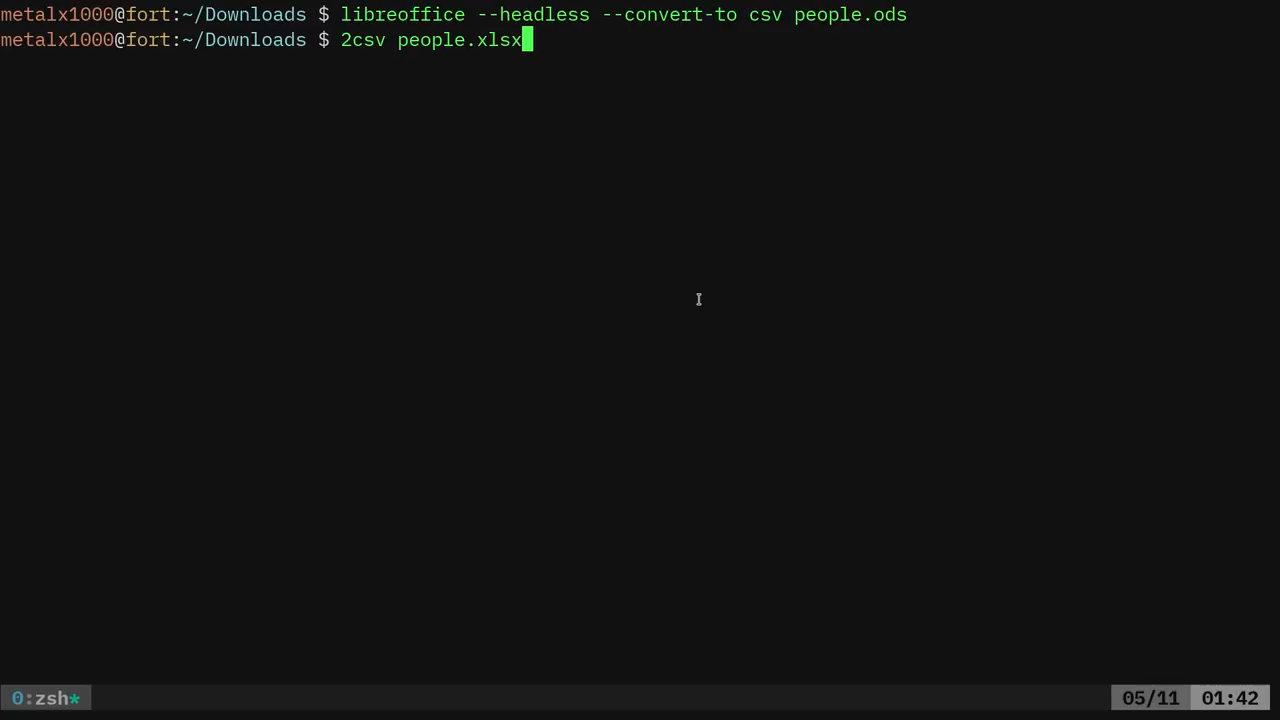 metalx1000@fort:~/Downloads $ libreoffice --headless --convert-to csv people.ods
metalx1000@fort:~/Downloads $ 2csv people.xlsx
0:zsh* 05/11 01:42